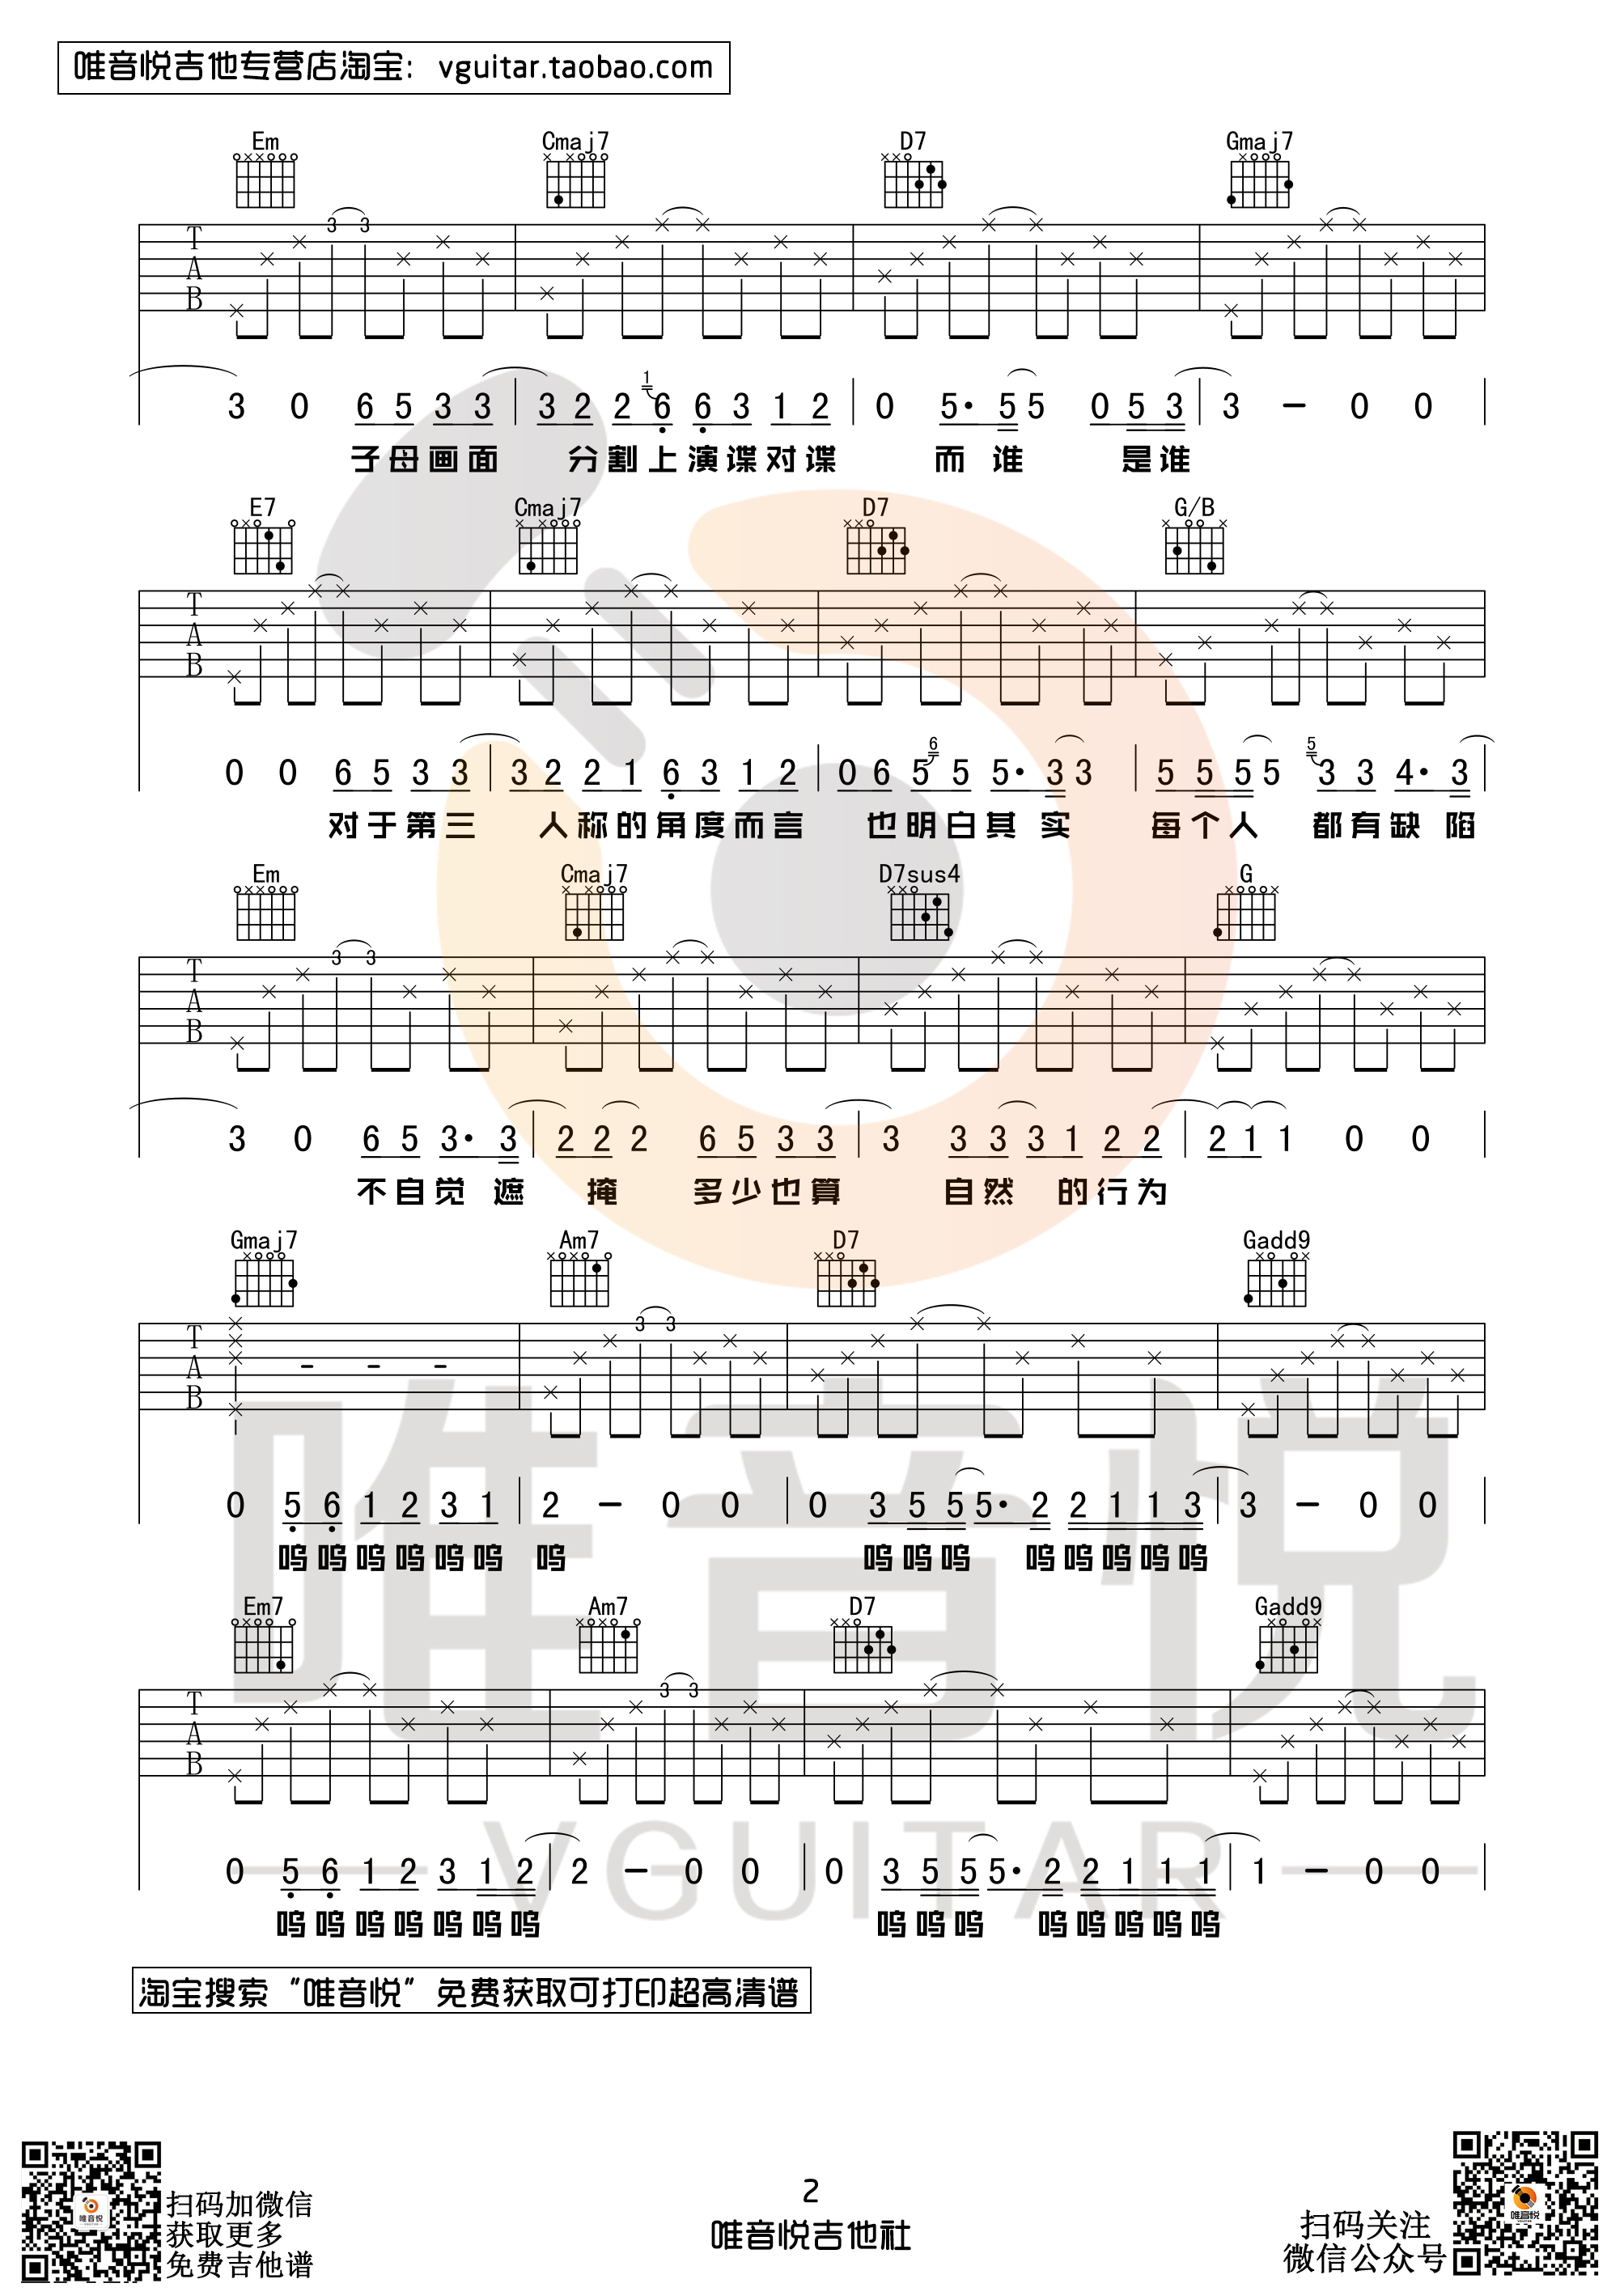 唯音悦吉他专营店淘宝: vguitar.taobao.com
Em Cmaj7 D7 Gmaj7
3 3
T
A
B
1
3 0 6 5 3 3 | 3 2 2 6 6 3 1 2 | 0 5· 5 5 0 5 3 | 3 – 0 0
子母画面 分割上演谍对谍 而谁 是谁
E7 Cmaj7 D7 G/B
T
A
B
6 5
0 0 6 5 3 3 | 3 2 2 1 6 3 1 2 | 0 6 5 5 5· 3 3 | 5 5 5 5 3 3 4· 3
对于第三 人称的角度而言 也明白其实 每个人 都有缺陷
Em Cmaj7 D7sus4 G
3 3
T
A
B
3 0 6 5 3· 3 | 2 2 2 6 5 3 3 | 3 3 3 3 1 2 2 | 2 1 1 0 0
不自觉遮 掩 多少也算 自然 的行为
Gmaj7 Am7 D7 Gadd9
3 3
T
A
B
– – –
0 5 6 1 2 3 1 | 2 – 0 0 | 0 3 5 5 5· 2 2 1 1 3 | 3 – 0 0
呜呜呜呜呜呜 呜 呜呜呜 呜呜呜呜呜
Em7 Am7 D7 Gadd9
3 3
T
A
B
0 5 6 1 2 3 1 2 | 2 – 0 0 | 0 3 5 5 5· 2 2 1 1 1 | 1 – 0 0
呜呜呜呜呜呜呜 呜呜呜 呜呜呜呜呜
唯音悦
VGUITAR
淘宝搜索“唯音悦”免费获取可打印超高清谱
唯音悦
扫码加微信
获取更多
免费吉他谱
2
唯音悦吉他社
扫码关注
微信公众号
唯音悦